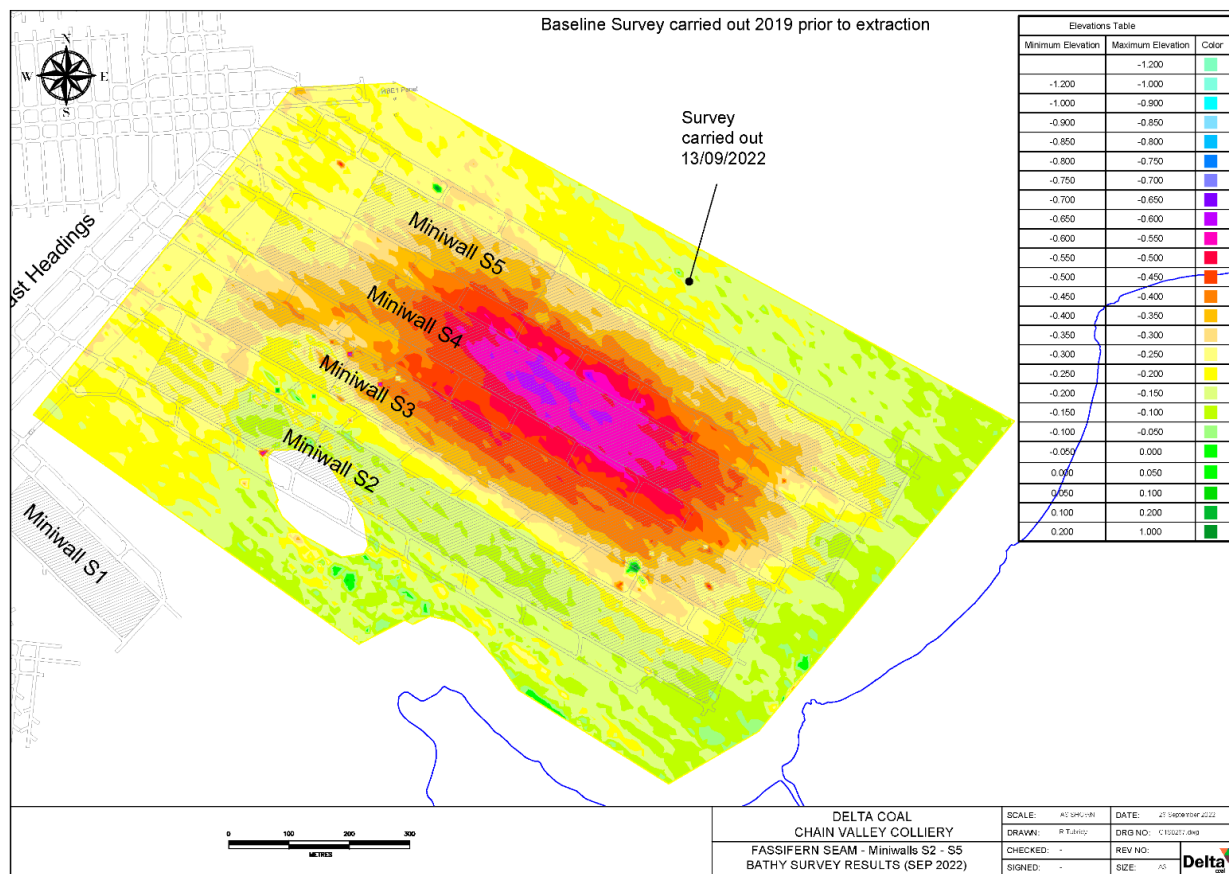 Baseline Survey carried out 2019 prior to extraction
N
W
E
S
Survey
carried out
13/09/2022
Miniwall S5
Miniwall S4
Miniwall S3
Miniwall S2
Miniwall S1
ast Headings
Elevations Table
Minimum Elevation Maximum Elevation Color
-1.200
-1.200 -1.000
-1.000 -0.900
-0.900 -0.850
-0.850 -0.800
-0.800 -0.750
-0.750 -0.700
-0.700 -0.650
-0.650 -0.600
-0.600 -0.550
-0.550 -0.500
-0.500 -0.450
-0.450 -0.400
-0.400 -0.350
-0.350 -0.300
-0.300 -0.250
-0.250 -0.200
-0.200 -0.150
-0.150 -0.100
-0.100 -0.050
-0.050 0.000
0.000 0.050
0.050 0.100
0.100 0.200
0.200 1.000
0 100 200 300
METRES
DELTA COAL
CHAIN VALLEY COLLIERY
FASSIFERN SEAM - Miniwalls S2 - S5
BATHY SURVEY RESULTS (SEP 2022)
SCALE: AS SHOWN DATE: September 2022
DRAWN: DRG NO:
CHECKED: - REV NO:
SIGNED: - SIZE: A3
Delta